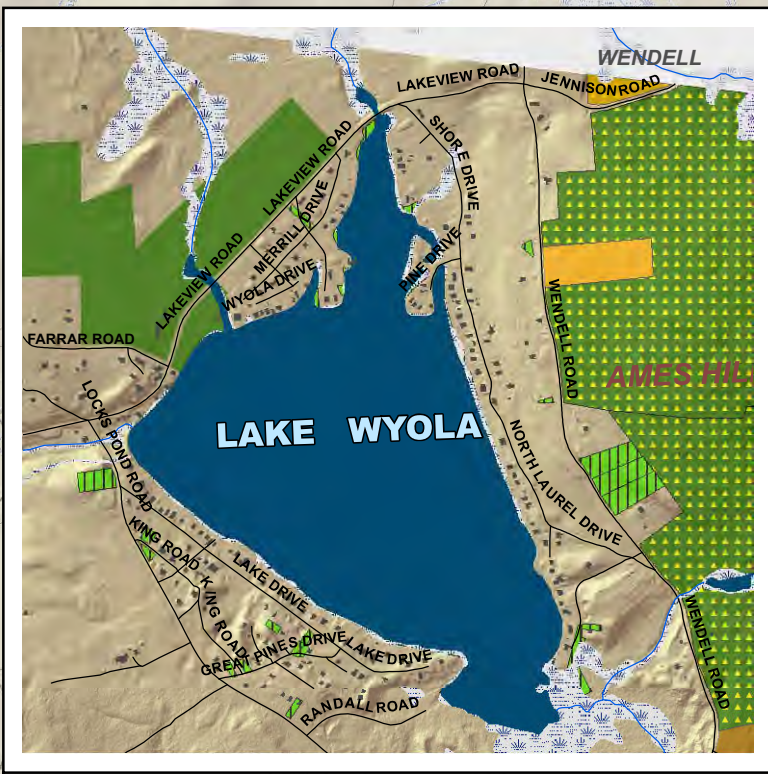 WENDELL
LAKEVIEW ROAD
JENNISON ROAD
SHORE DRIVE
LAKEVIEW ROAD
MERRILL DRIVE
LAKEVIEW ROAD
WYOLA DRIVE
PINE DRIVE
WENDELL ROAD
FARRAR ROAD
AMES HIL
LOCKS POND ROAD
LAKE WYOLA
NORTH LAUREL DRIVE
KING ROAD
LAKE DRIVE
KING ROAD
GREAT PINES DRIVE
LAKE DRIVE
WENDELL ROAD
RANDALL ROAD